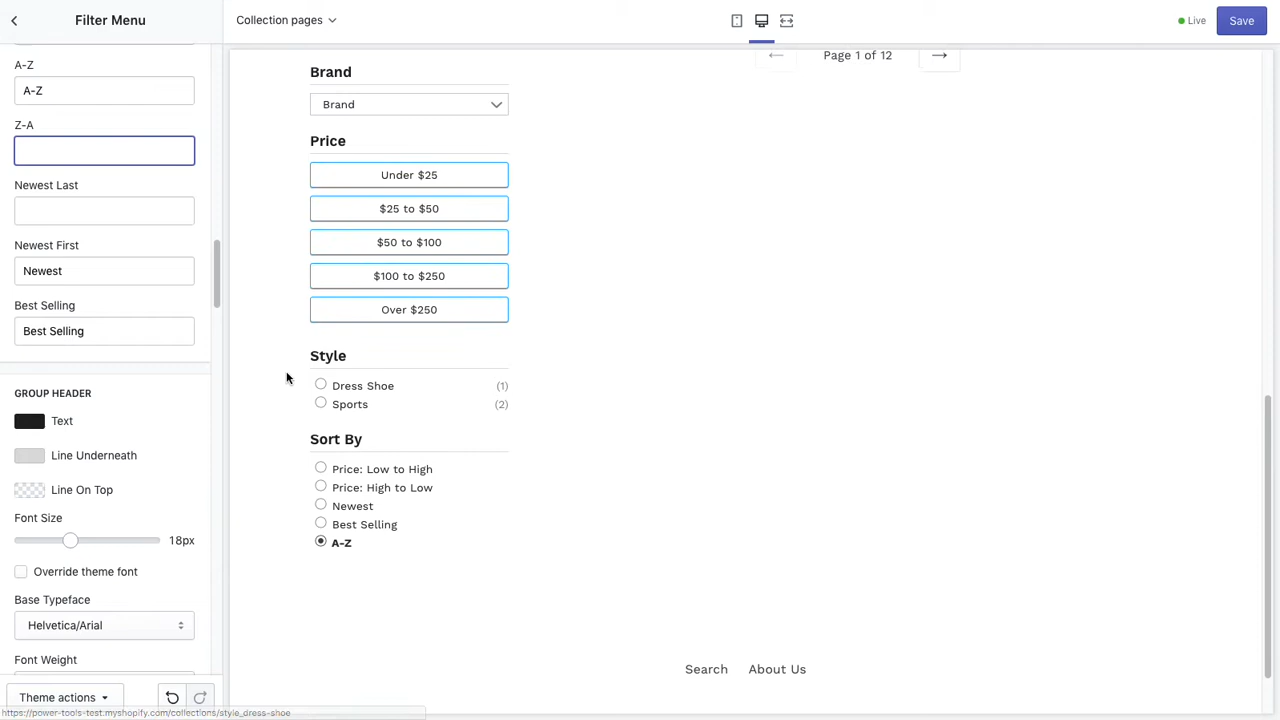 Filter Menu
Collection pages
Live
Save
A-Z
A-Z
Z-A
Newest Last
Newest First
Newest
Best Selling
Best Selling
GROUP HEADER
Text
Line Underneath
Line On Top
Font Size
18px
Override theme font
Base Typeface
Helvetica/Arial
Font Weight
Theme actions
https://power-tools-test.myshopify.com/collections/style_dress-shoe
Page 1 of 12
Brand
Brand
Price
Under $25
$25 to $50
$50 to $100
$100 to $250
Over $250
Style
Dress Shoe (1)
Sports (2)
Sort By
Price: Low to High
Price: High to Low
Newest
Best Selling
A-Z
Search About Us